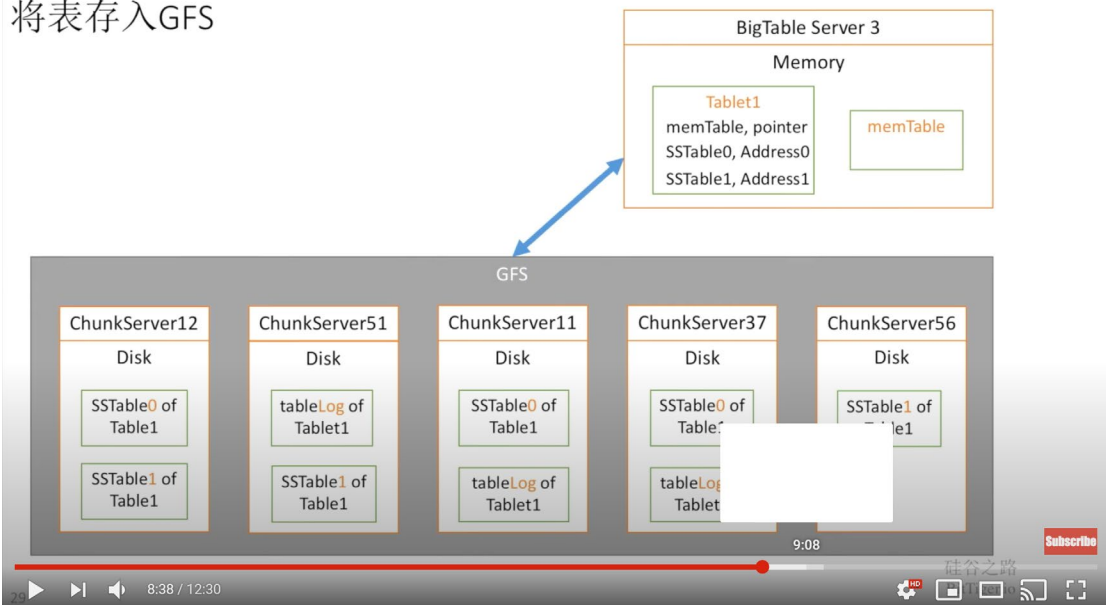 将表存入GFS
BigTable Server 3
Memory
Tablet1
memTable, pointer
SSTable0, Address0
SSTable1, Address1
memTable
GFS
ChunkServer12
Disk
SSTable0 of
Table1
SSTable1 of
Table1
ChunkServer51
Disk
tableLog of
Tablet1
SSTable1 of
Table1
ChunkServer11
Disk
SSTable0 of
Table1
tableLog of
Tablet1
ChunkServer37
Disk
SSTable0 of
ChunkServer56
Disk
SSTable1 of
9:08
Subscribe
硅谷之路
29
8:38 / 12:30
HD